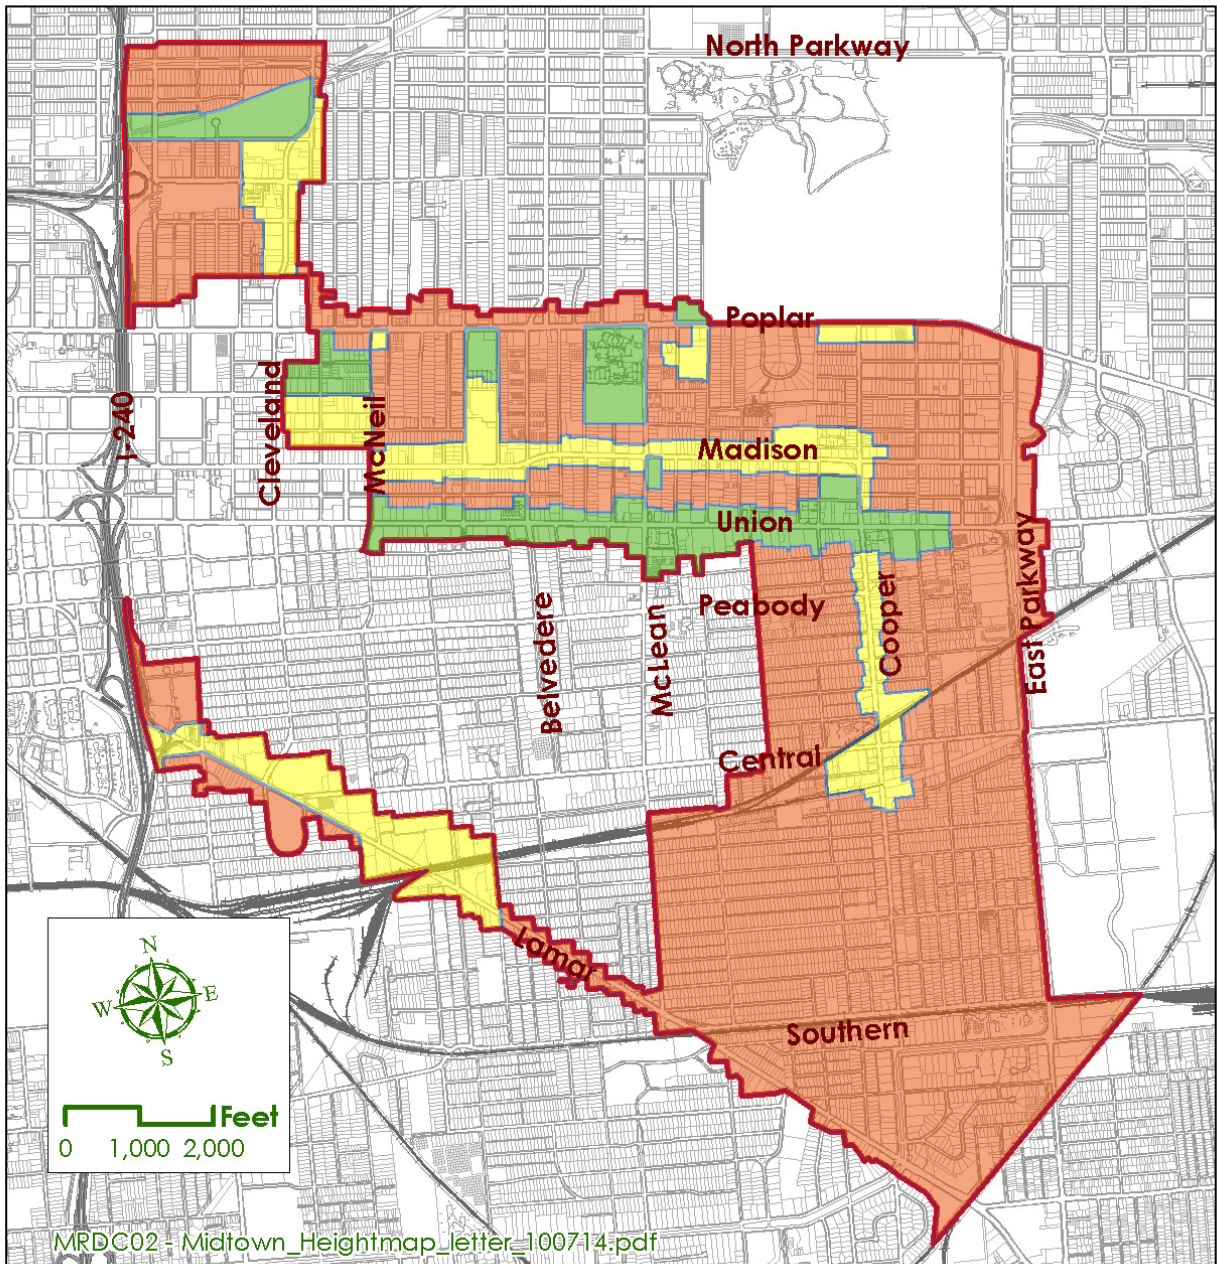 North Parkway
Poplar
I-240
Cleveland
McNeil
Madison
Union
East Parkway
Peabody
Cooper
Belvedere
McLean
Central
Lamar
Southern
N
W E
S
Feet
0 1,000 2,000
MRDC02 - Midtown_Heightmap_letter_100714.pdf